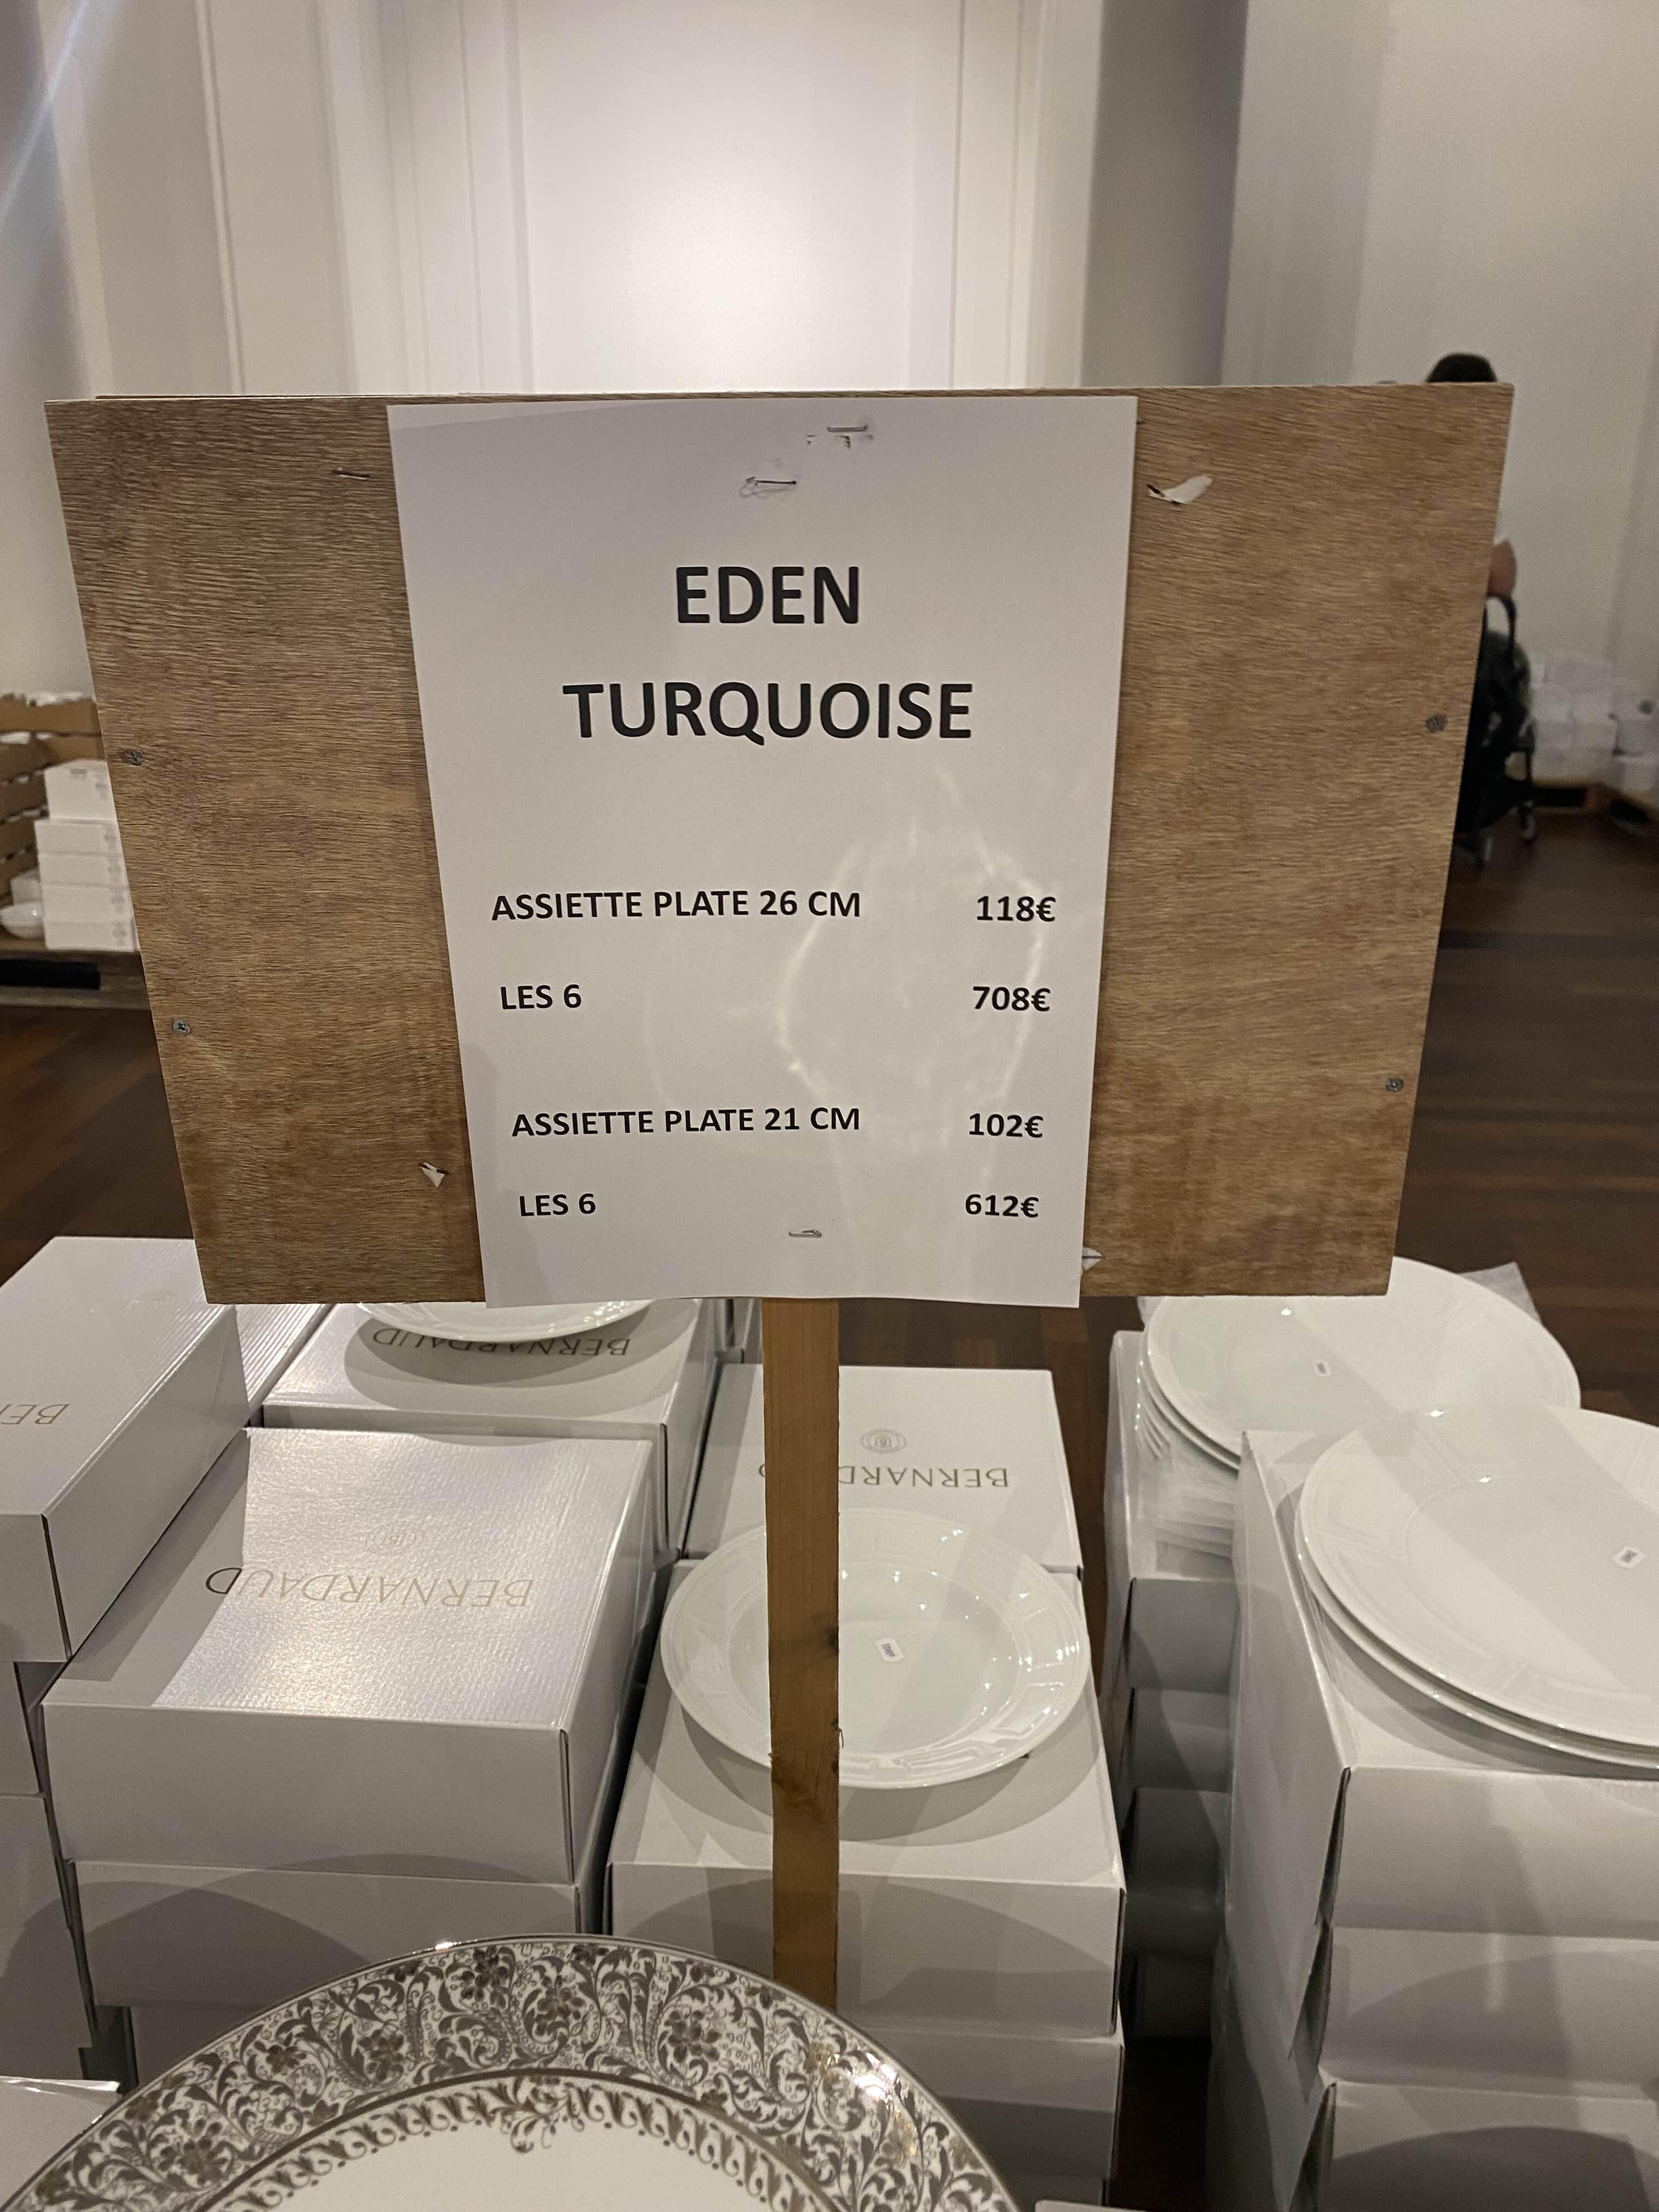 EDEN
TURQUOISE
ASSIETTE PLATE 26 CM 118€
LES 6 708€
ASSIETTE PLATE 21 CM 102€
LES 6 612€
BERNARDAUD
BERNARD
BERNARDAUD